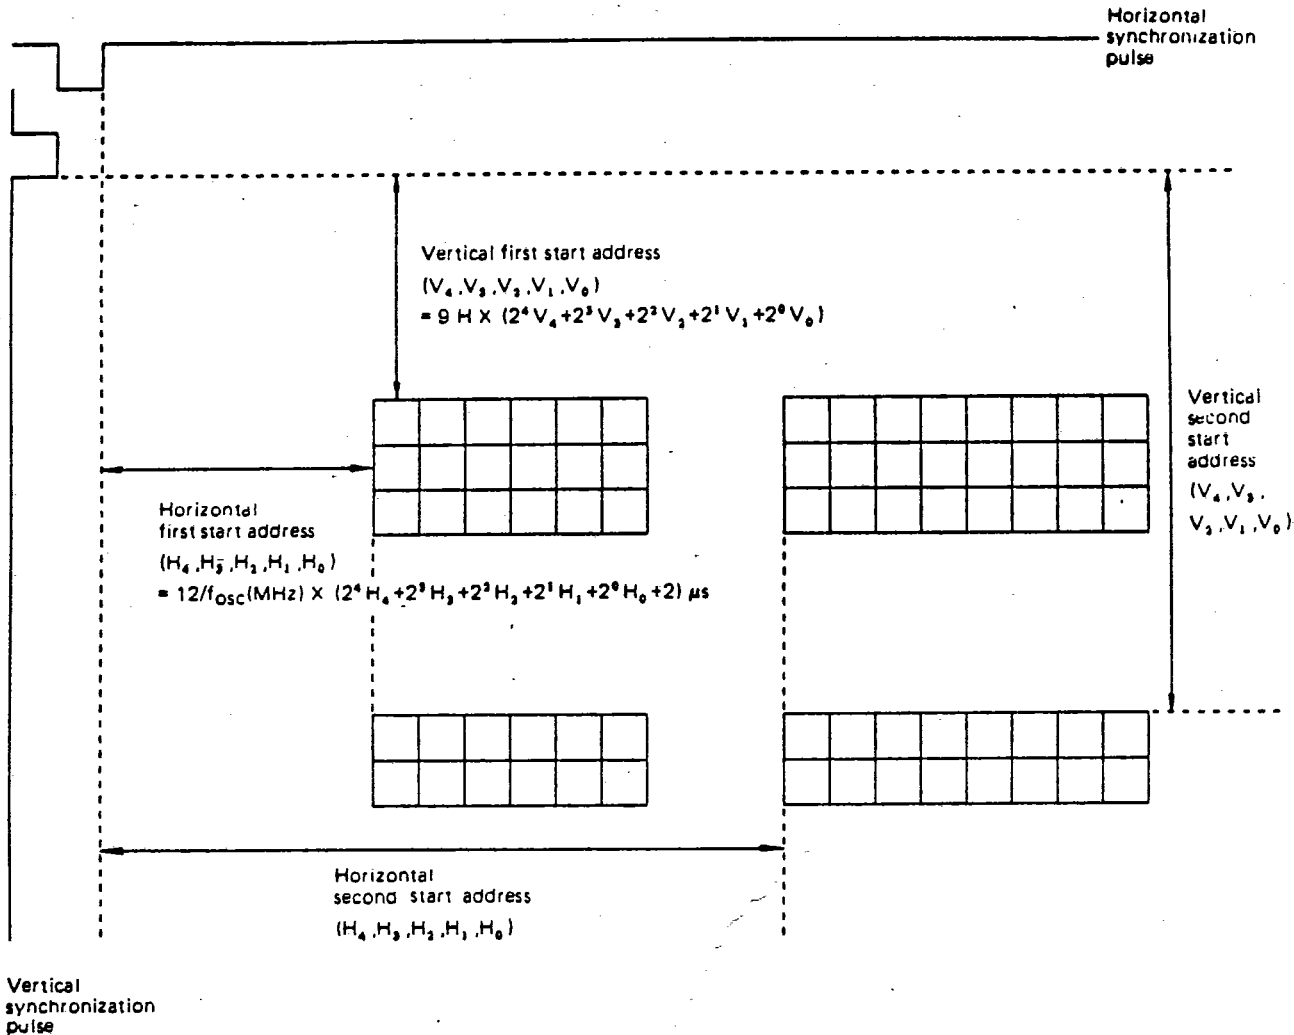 Horizontal
synchronization
pulse
Vertical first start address
(V₄,V₃,V₂,V₁,V₀)
= 9 H X (2⁴V₄+2³V₃+2²V₂+2¹V₁+2⁰V₀)
Vertical
second
start
address
(V₄,V₃,
V₂,V₁,V₀)
Horizontal
first start address
(H₄,H₃,H₂,H₁,H₀)
= 12/fosc(MHz) X (2⁴H₄+2³H₃+2²H₂+2¹H₁+2⁰H₀+2) μs
Horizontal
second start address
(H₄,H₃,H₂,H₁,H₀)
Vertical
synchronization
pulse